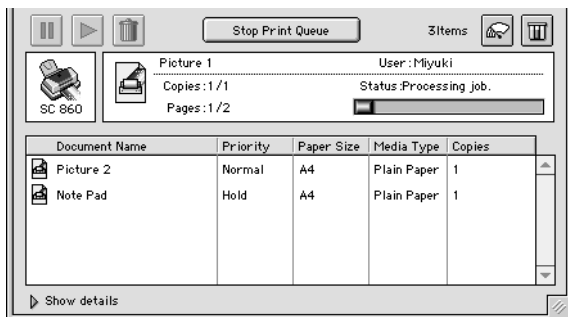 Stop Print Queue 3Items
SC 860
Picture 1 User : Miyuki
Copies : 1/1 Status :Processing job.
Pages : 1/2
Document Name Priority Paper Size Media Type Copies
Picture 2 Normal A4 Plain Paper 1
Note Pad Hold A4 Plain Paper 1
Show details